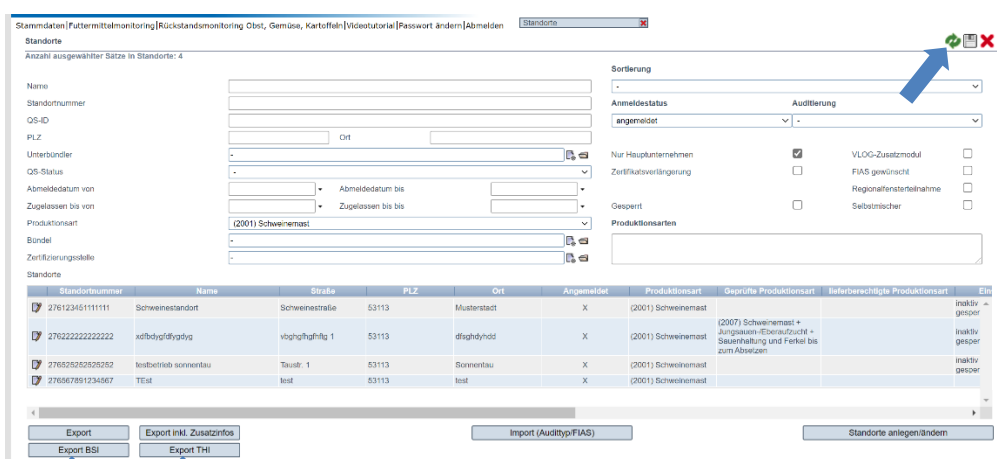 Stammdaten|Futtermittelmonitoring|Rückstandsmonitoring Obst, Gemüse, Kartoffeln|Videotutorial|Passwort ändern|Abmelden Standorte
Standorte
Anzahl ausgewählter Sätze in Standorte: 4
Sortierung
Name -
Standortnummer Anmeldestatus Auditierung
QS-ID angemeldet -
PLZ Ort
Unterbündler - Nur Hauptunternehmen VLOG-Zusatzmodul
QS-Status - Zertifikatsverlängerung FIAS gewünscht
Abmeldedatum von Abmeldedatum bis Regionalfensterteilnahme
Zugelassen bis von Zugelassen bis bis Gesperrt Selbstmischer
Produktionsart (2001) Schweinemast Produktionsarten
Bündel -
Zertifizierungsstelle -
Standorte
Standortnummer Name Straße PLZ Ort Angemeldet Produktionsart Geprüfte Produktionsart lieferberechtigte Produktionsart Ein
276123451111111 Schweinestandort Schweinestraße 53113 Musterstadt X (2001) Schweinemast inaktiv gesper
276222222222222 xdfbdygfdfygdyg vbghgfhgfhftg 1 53113 dfsghdyhdd X (2001) Schweinemast (2007) Schweinemast + Jungsauen-/Eberaufzucht + Sauenhaltung und Ferkel bis zum Absetzen inaktiv gesper
276525252525252 testbetrieb sonnentau Taustr. 1 53113 Sonnentau X (2001) Schweinemast inaktiv gesper
276567891234567 TEst test 53113 test X (2001) Schweinemast
Export Export inkl. Zusatzinfos Import (Audittyp/FIAS) Standorte anlegen/ändern
Export BSI Export THI